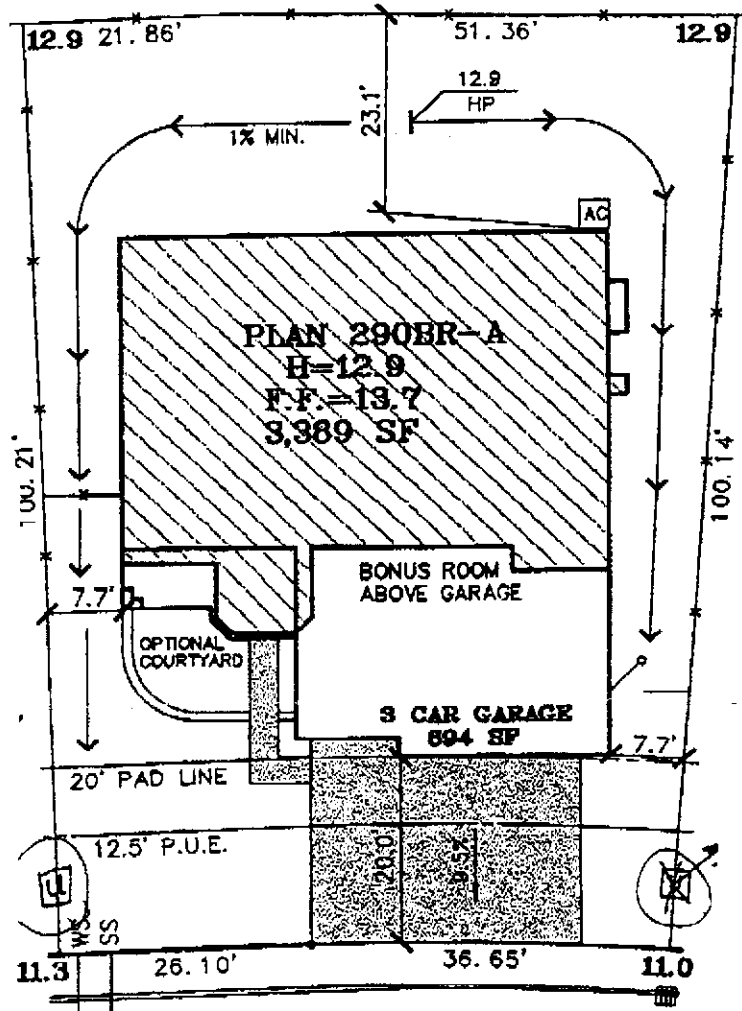 12.9 21.86' 51.36' 12.9
12.9
HP
23.1'
1% MIN.
AC
PLAN 290BR-A
H=12.9
F.F.=13.7
3,389 SF
100.21'
100.14'
BONUS ROOM
ABOVE GARAGE
7.7'
OPTIONAL
COURTYARD
3 CAR GARAGE
694 SF
7.7'
20' PAD LINE
12.5' P.U.E.
20.0'
U
WS
SS
11.3 26.10' 36.65' 11.0